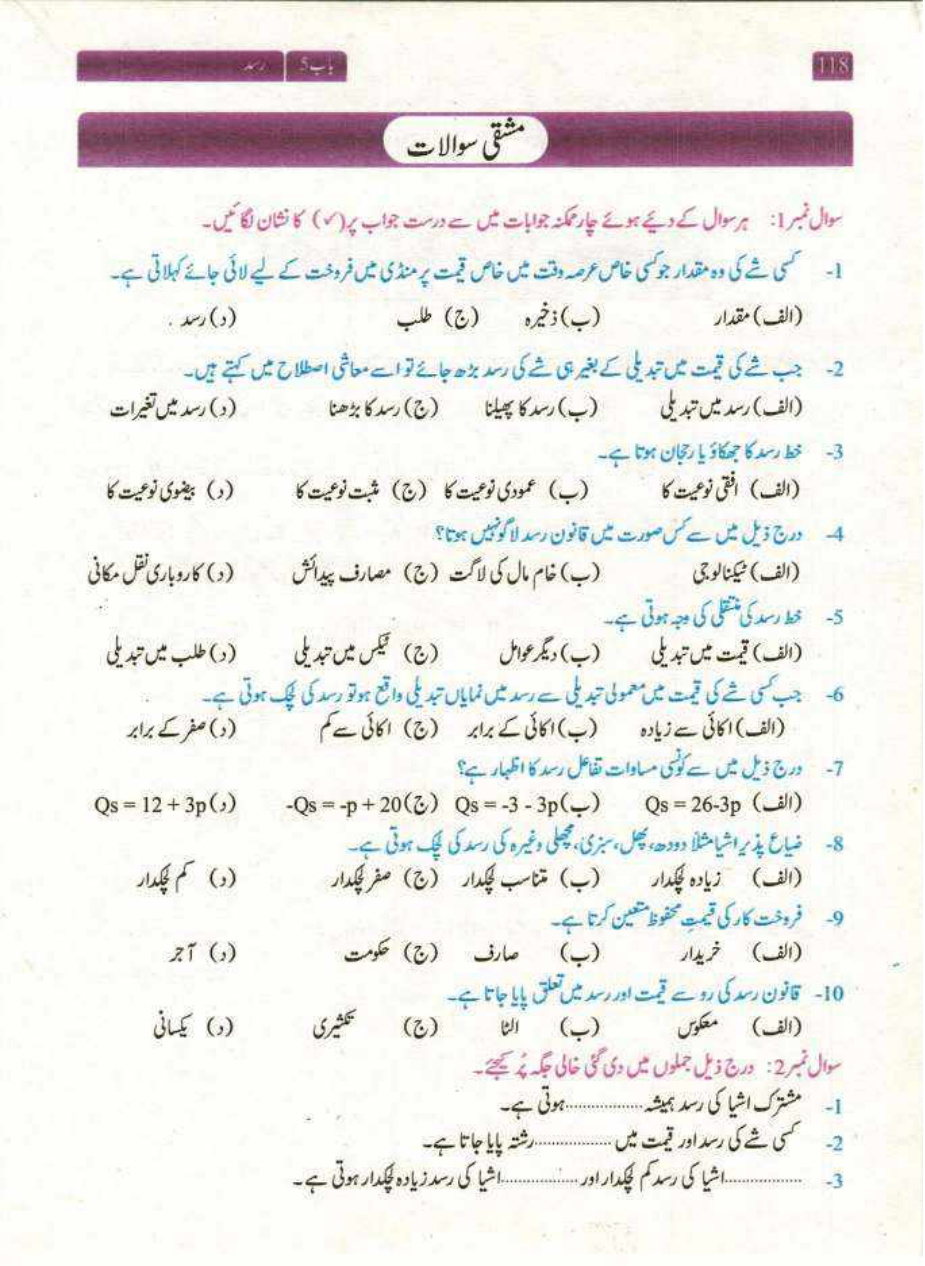 118
باب 5 رسد
مشقی سوالات
سوال نمبر 1: ہر سوال کے دیئے ہوئے چار ممکنہ جوابات میں سے درست جواب پر (✓) کا نشان لگائیں۔
1- کسی شے کی وہ مقدار جو کسی خاص عرصہ وقت میں خاص قیمت پر منڈی میں فروخت کے لیے لائی جائے کہلاتی ہے۔
(الف) مقدار (ب) ذخیرہ (ج) طلب (د) رسد
2- جب شے کی قیمت میں تبدیلی کے بغیر ہی شے کی رسد بڑھ جائے تو اسے معاشی اصطلاح میں کہتے ہیں۔
(الف) رسد میں تبدیلی (ب) رسد کا پھیلنا (ج) رسد کا بڑھنا (د) رسد میں تغیرات
3- خط رسد کا جھکاؤ یا رجحان ہوتا ہے۔
(الف) افقی نوعیت کا (ب) عمودی نوعیت کا (ج) مثبت نوعیت کا (د) بیضوی نوعیت کا
4- درج ذیل میں سے کس صورت میں قانون رسد لاگو نہیں ہوتا؟
(الف) ٹیکنالوجی (ب) خام مال کی لاگت (ج) مصارف پیدائش (د) کاروباری نقل مکانی
5- خط رسد کی منتقلی کی وجہ ہوتی ہے۔
(الف) قیمت میں تبدیلی (ب) دیگر عوامل (ج) ٹیکس میں تبدیلی (د) طلب میں تبدیلی
6- جب کسی شے کی قیمت میں معمولی تبدیلی سے رسد میں نمایاں تبدیلی واقع ہو تو رسد کی لچک ہوتی ہے۔
(الف) اکائی سے زیادہ (ب) اکائی کے برابر (ج) اکائی سے کم (د) صفر کے برابر
7- درج ذیل میں سے کونسی مساوات تفاعل رسد کا اظہار ہے؟
(الف) Qs = 26-3p (ب) Qs = -3 - 3p (ج) -Qs = -p + 20 (د) Qs = 12 + 3p
8- ضیاع پذیر اشیا مثلاً دودھ، پھل، سبزی، مچھلی وغیرہ کی رسد کی لچک ہوتی ہے۔
(الف) زیادہ لچکدار (ب) متناسب لچکدار (ج) صفر لچکدار (د) کم لچکدار
9- فروخت کار کی قیمتِ محفوظ متعین کرتا ہے۔
(الف) خریدار (ب) صارف (ج) حکومت (د) آجر
10- قانون رسد کی رو سے قیمت اور رسد میں تعلق پایا جاتا ہے۔
(الف) معکوس (ب) الٹا (ج) تکثیری (د) یکسانی
سوال نمبر 2: درج ذیل جملوں میں دی گئی خالی جگہ پُر کیجئے۔
1- مشترک اشیا کی رسد ہمیشہ ..................ہوتی ہے۔
2- کسی شے کی رسد اور قیمت میں ..................رشتہ پایا جاتا ہے۔
3- ..................اشیا کی رسد کم لچکدار اور ..................اشیا کی رسد زیادہ لچکدار ہوتی ہے۔